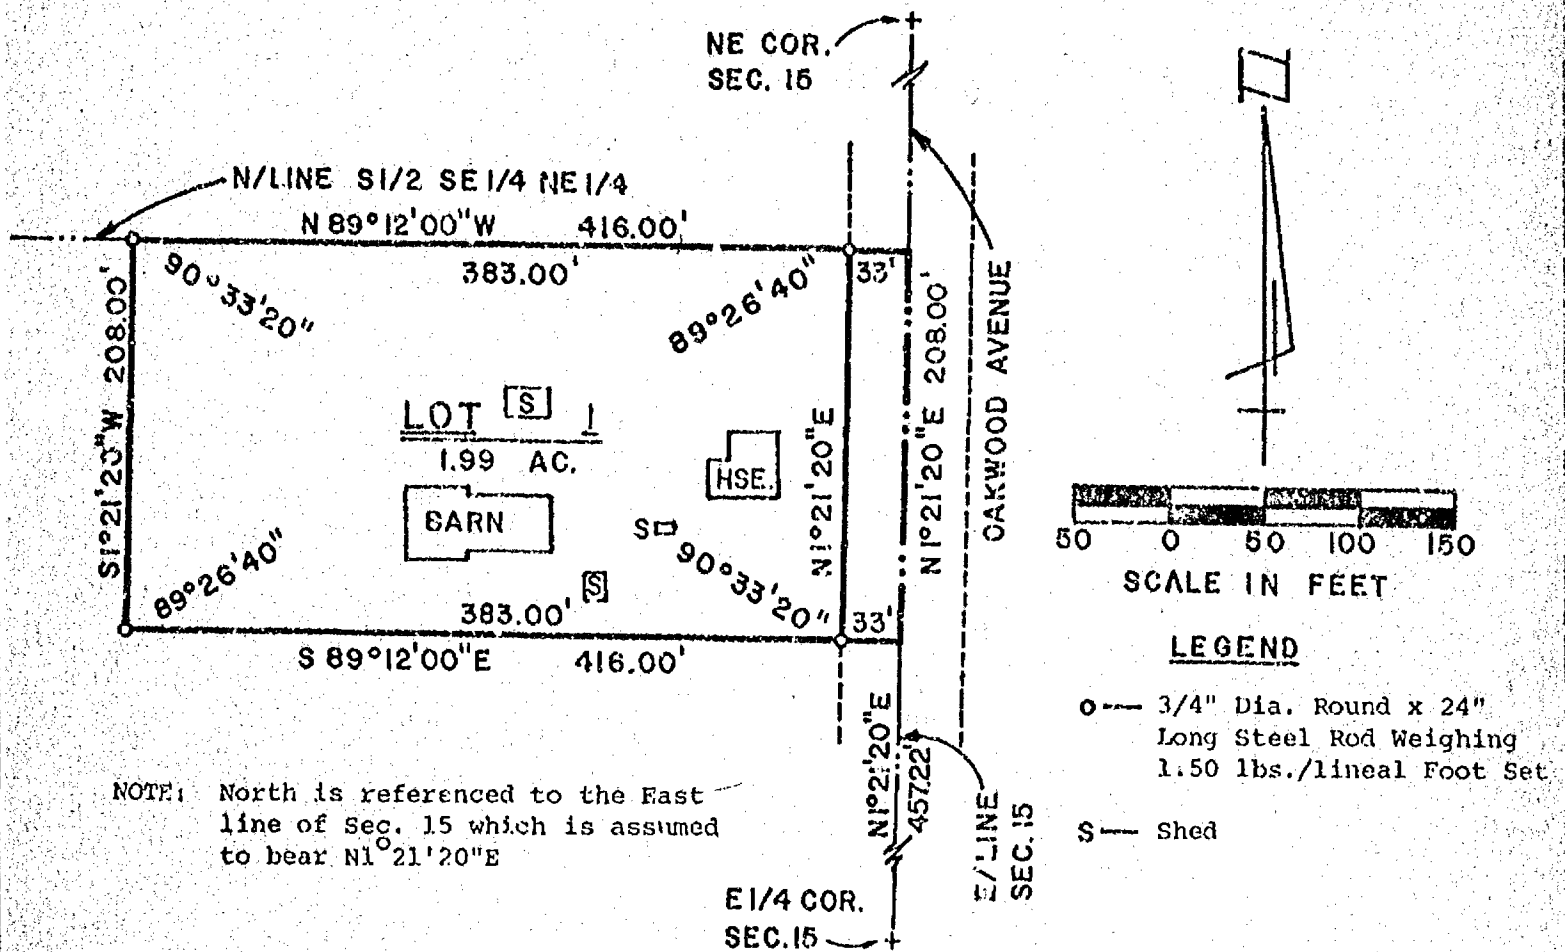 NE COR.
SEC. 15
N/LINE S1/2 SE1/4 NE1/4
N 89°12'00"W 416.00'
383.00'
33'
90°33'20"
89°26'40"
S1°21'20"W 208.00'
N1°21'20"E
N1°21'20"E 208.00'
OAKWOOD AVENUE
LOT S 1
1.99 AC.
HSE.
BARN
S
90°33'20"
89°26'40"
S
383.00'
33'
S 89°12'00"E 416.00'
N1°21'20"E
457.22'
E/LINE
SEC. 15
E1/4 COR.
SEC. 15
NOTE: North is referenced to the East
line of Sec. 15 which is assumed
to bear N1°21'20"E
N
50 0 50 100 150
SCALE IN FEET
LEGEND
O — 3/4" Dia. Round x 24"
Long Steel Rod Weighing
1.50 lbs./lineal Foot Set
S — Shed